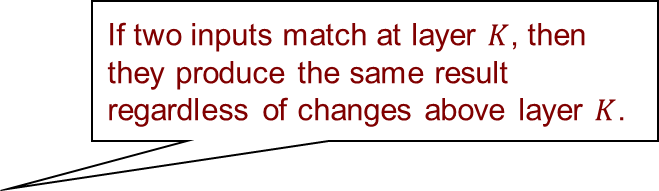 If two inputs match at layer K, then
they produce the same result
regardless of changes above layer K.